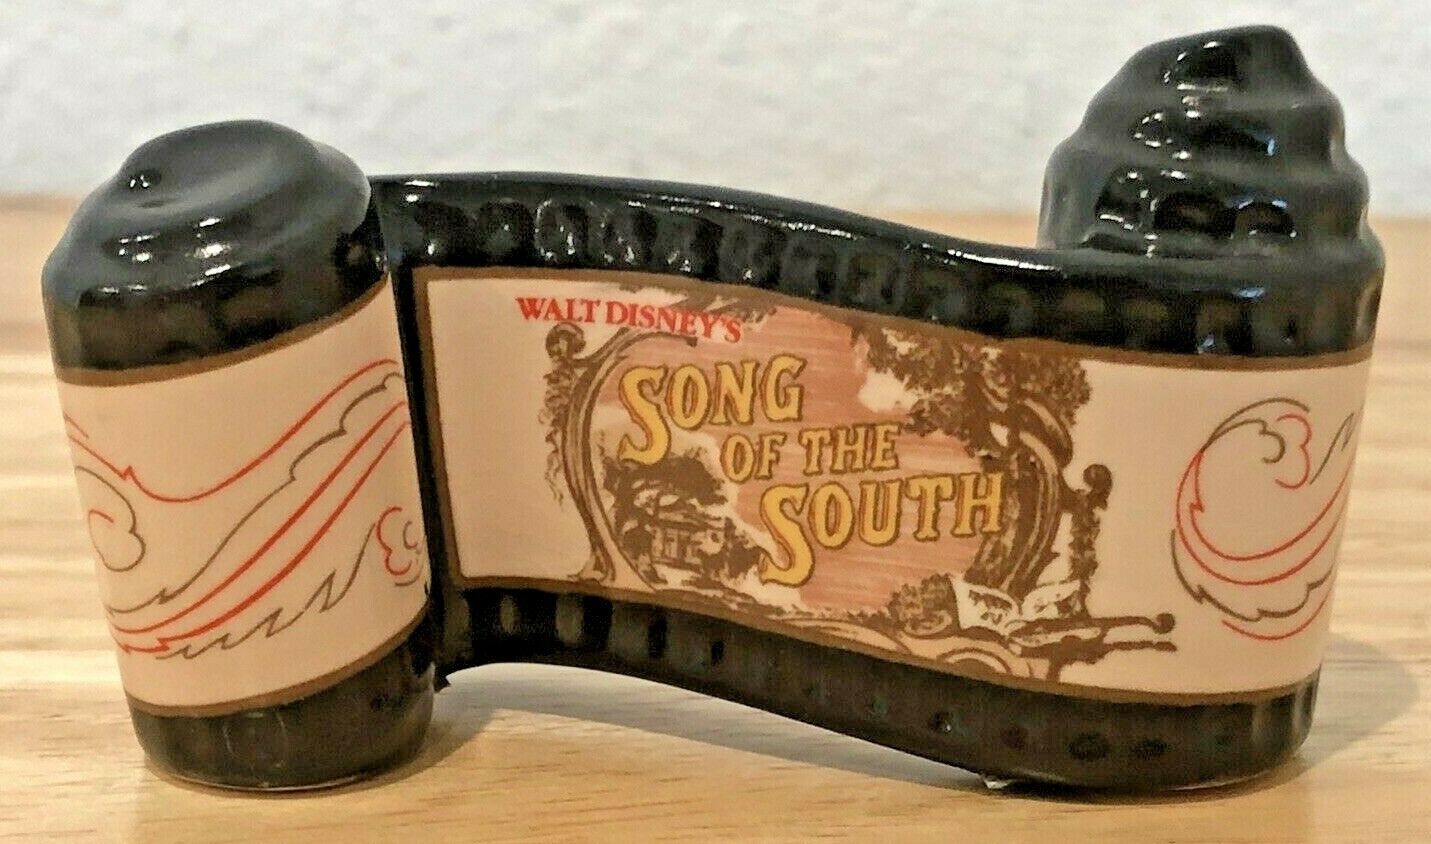 WALT DISNEY'S
SONG
OF THE
SOUTH